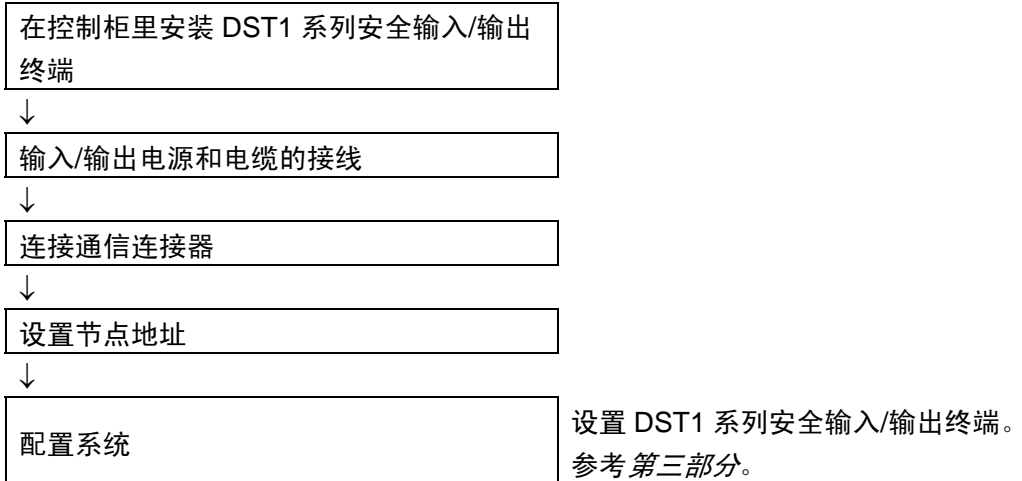 在控制柜里安装 DST1 系列安全输入/输出
终端
↓
输入/输出电源和电缆的接线
↓
连接通信连接器
↓
设置节点地址
↓
配置系统
设置 DST1 系列安全输入/输出终端。
参考第三部分。